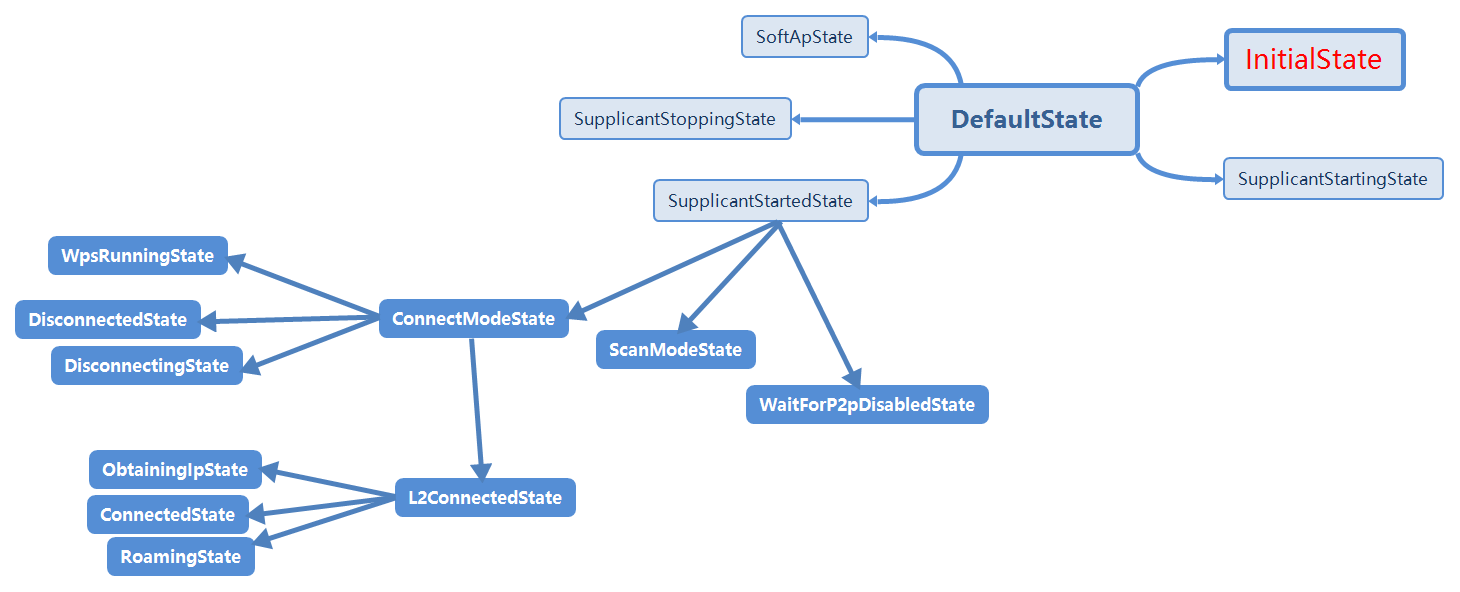 SoftApState
InitialState
SupplicantStoppingState
DefaultState
SupplicantStartingState
SupplicantStartedState
WpsRunningState
DisconnectedState
ConnectModeState
DisconnectingState
ScanModeState
WaitForP2pDisabledState
ObtainingIpState
L2ConnectedState
ConnectedState
RoamingState